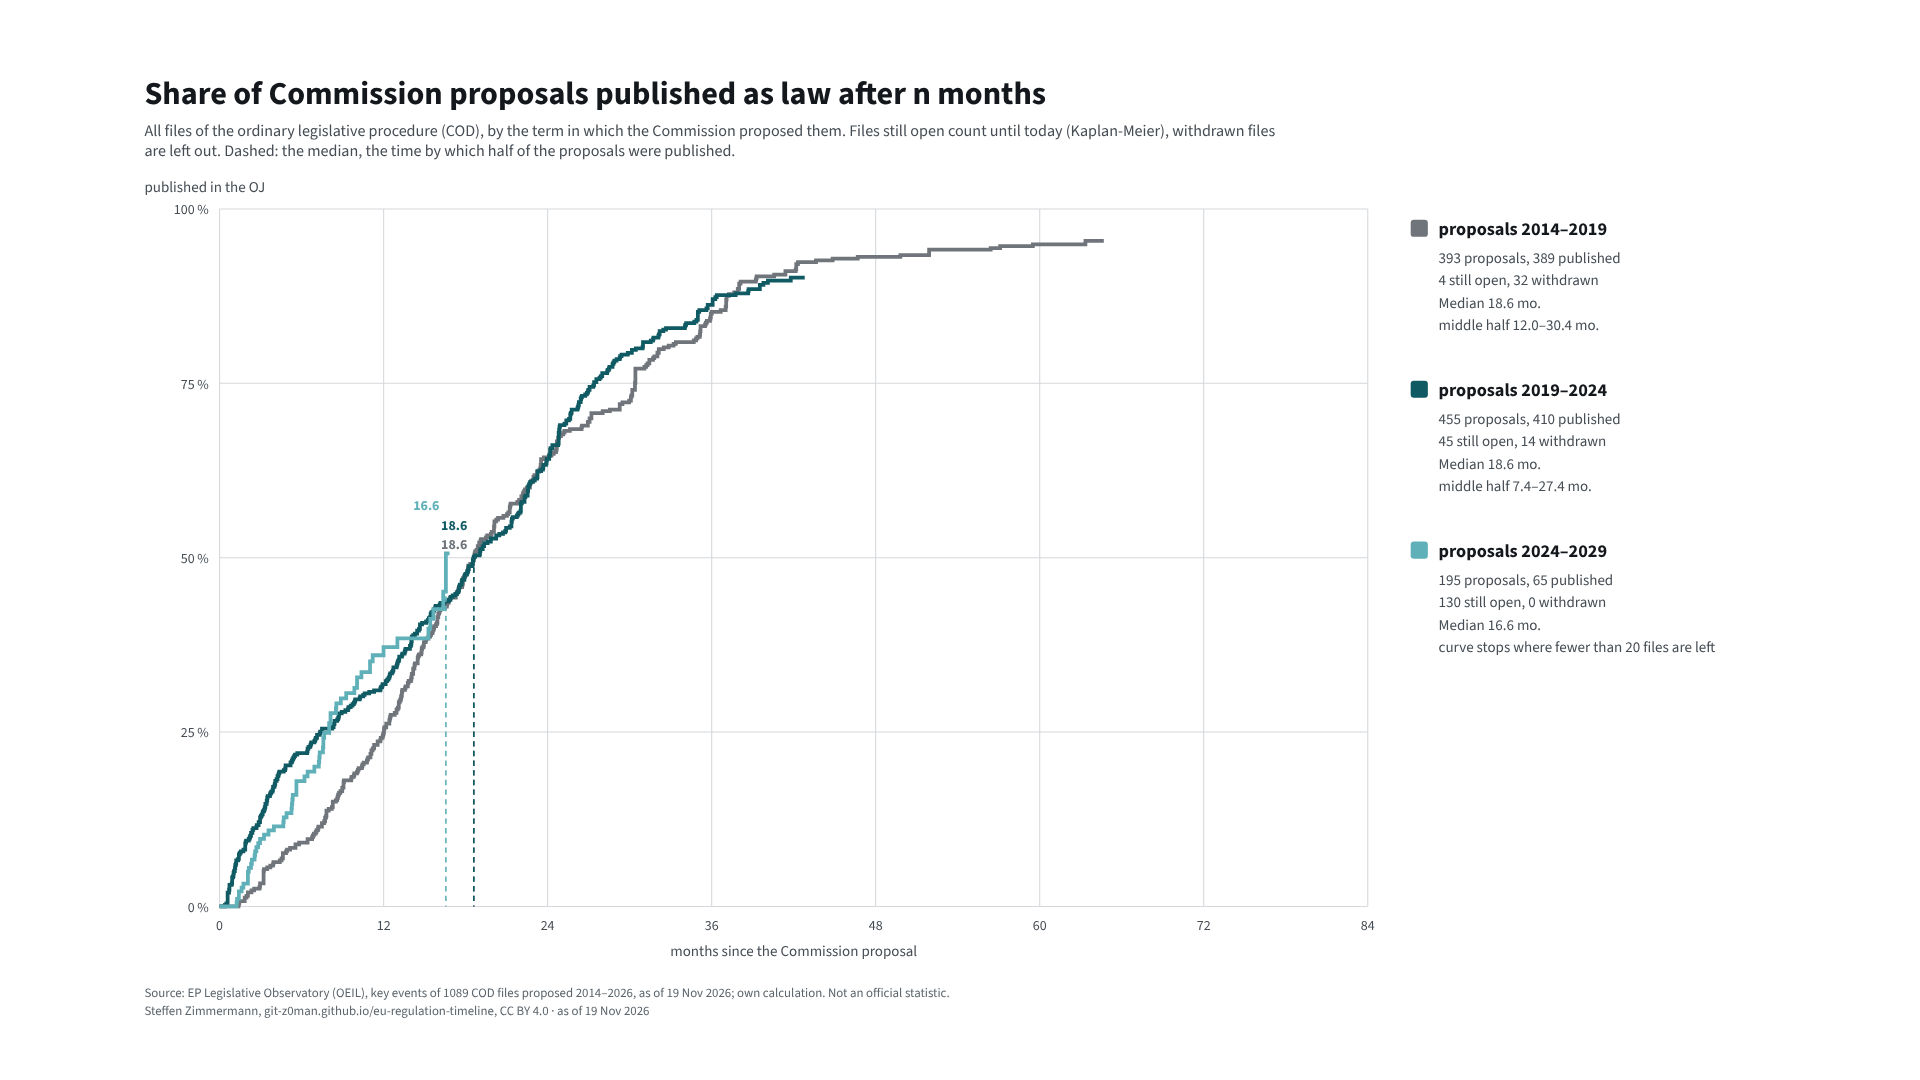 Share of Commission proposals published as law after n months
All files of the ordinary legislative procedure (COD), by the term in which the Commission proposed them. Files still open count until today (Kaplan-Meier), withdrawn files
are left out. Dashed: the median, the time by which half of the proposals were published.
published in the OJ
100 %
75 %
50 %
25 %
0 %
16.6
18.6
18.6
0
12
24
36
48
60
72
84
months since the Commission proposal
proposals 2014–2019
393 proposals, 389 published
4 still open, 32 withdrawn
Median 18.6 mo.
middle half 12.0–30.4 mo.
proposals 2019–2024
455 proposals, 410 published
45 still open, 14 withdrawn
Median 18.6 mo.
middle half 7.4–27.4 mo.
proposals 2024–2029
195 proposals, 65 published
130 still open, 0 withdrawn
Median 16.6 mo.
curve stops where fewer than 20 files are left
Source: EP Legislative Observatory (OEIL), key events of 1089 COD files proposed 2014–2026, as of 19 Nov 2026; own calculation. Not an official statistic.
Steffen Zimmermann, git-z0man.github.io/eu-regulation-timeline, CC BY 4.0 · as of 19 Nov 2026